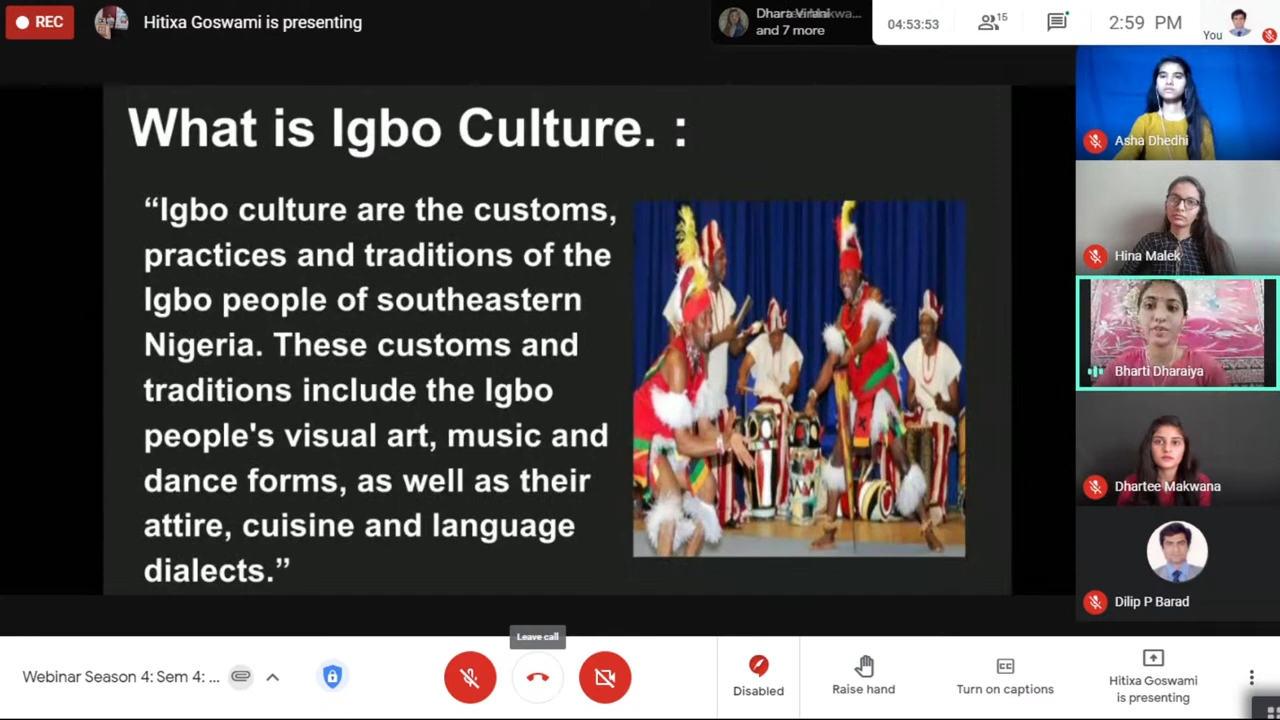 REC
Hitixa Goswami is presenting
and 7 more
04:53:53
15
2:59 PM
You
What is Igbo Culture. :
“Igbo culture are the customs,
practices and traditions of the
Igbo people of southeastern
Nigeria. These customs and
traditions include the Igbo
people's visual art, music and
dance forms, as well as their
attire, cuisine and language
dialects.”
Asha Dhedhi
Hina Malek
Bharti Dharaiya
Dhartee Makwana
Dilip P Barad
Leave call
Webinar Season 4: Sem 4: ...
Disabled
Raise hand
CC
Turn on captions
Hitixa Goswami
is presenting